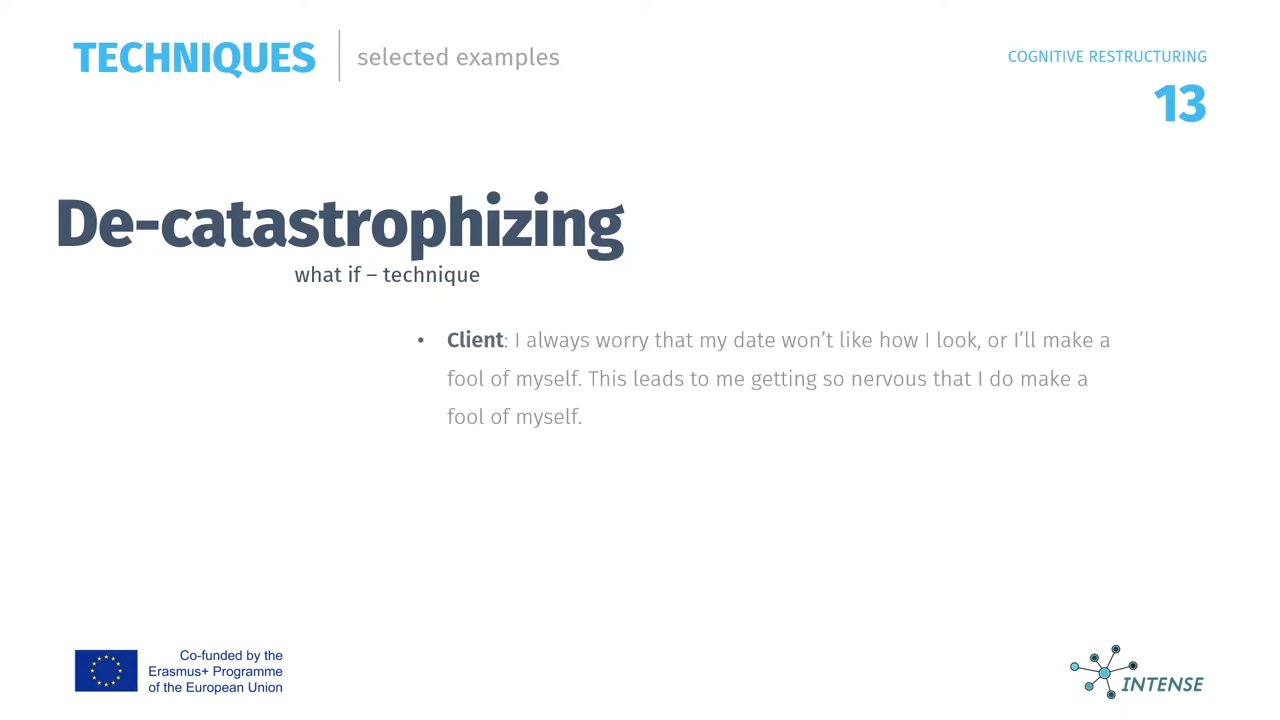 TECHNIQUES
selected examples
COGNITIVE RESTRUCTURING
13
De-catastrophizing
what if – technique
• Client: I always worry that my date won’t like how I look, or I’ll make a
fool of myself. This leads to me getting so nervous that I do make a
fool of myself.
Co-funded by the
Erasmus+ Programme
of the European Union
INTENSE